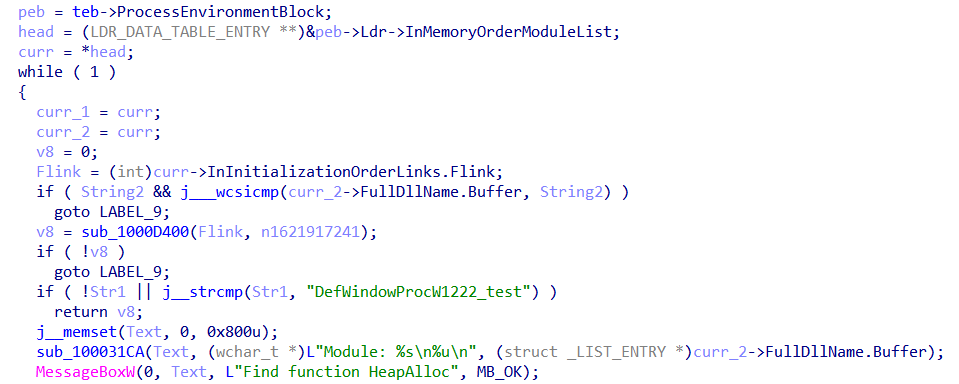 peb = teb->ProcessEnvironmentBlock;
head = (LDR_DATA_TABLE_ENTRY **)&peb->Ldr->InMemoryOrderModuleList;
curr = *head;
while ( 1 )
{
curr_1 = curr;
curr_2 = curr;
v8 = 0;
Flink = (int)curr->InInitializationOrderLinks.Flink;
if ( String2 && j___wcsicmp(curr_2->FullDllName.Buffer, String2) )
goto LABEL_9;
v8 = sub_1000D400(Flink, n1621917241);
if ( !v8 )
goto LABEL_9;
if ( !Str1 || j__strcmp(Str1, "DefWindowProcW1222_test") )
return v8;
j__memset(Text, 0, 0x800u);
sub_100031CA(Text, (wchar_t *)L"Module: %s\n%u\n", (struct _LIST_ENTRY *)curr_2->FullDllName.Buffer);
MessageBoxW(0, Text, L"Find function HeapAlloc", MB_OK);